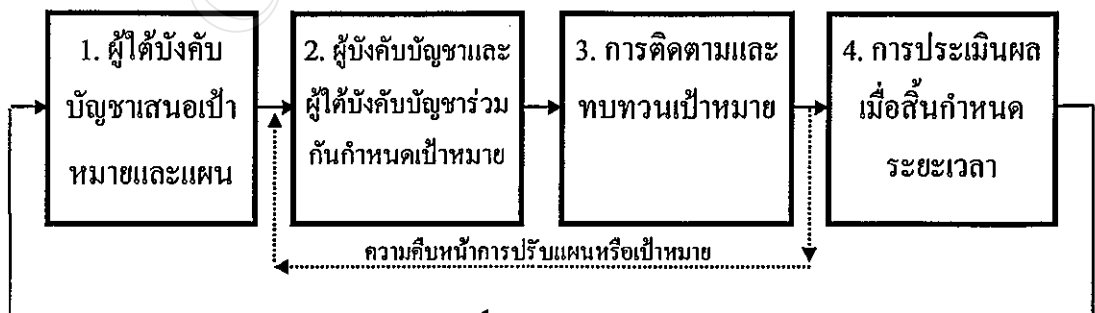 1. ผู้ใต้บังคับ
บัญชาเสนอเป้า
หมายและแผน
2. ผู้บังคับบัญชาและ
ผู้ใต้บังคับบัญชาร่วม
กันกำหนดเป้าหมาย
3. การติดตามและ
ทบทวนเป้าหมาย
4. การประเมินผล
เมื่อสิ้นกำหนด
ระยะเวลา
ความคืบหน้าการปรับแผนหรือเป้าหมาย